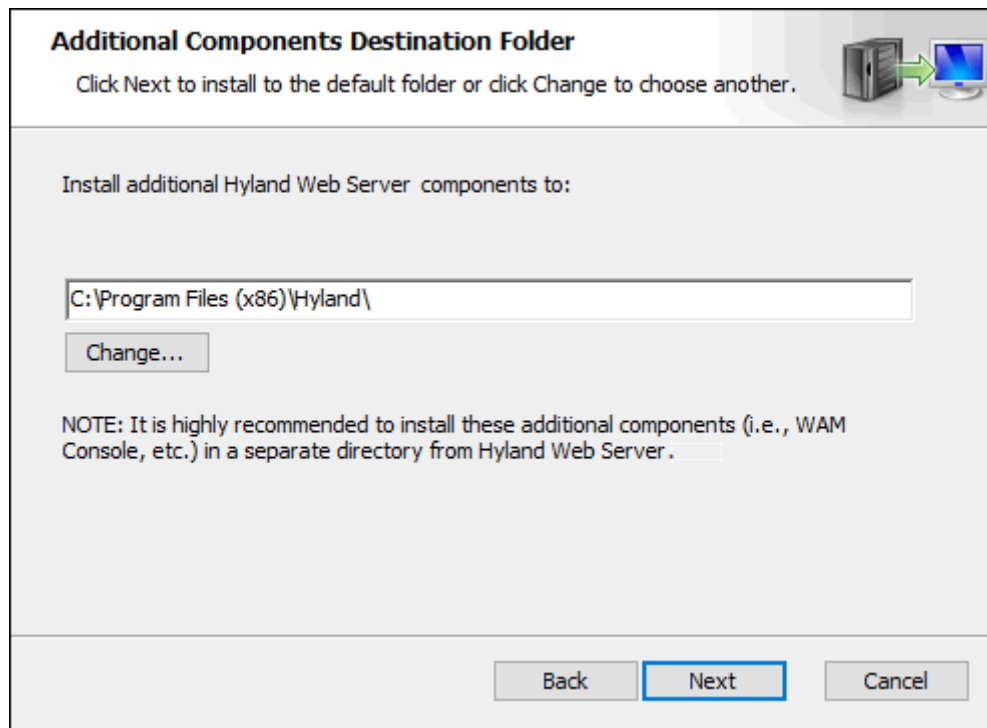 Additional Components Destination Folder
Click Next to install to the default folder or click Change to choose another.
Install additional Hyland Web Server components to:
C:\Program Files (x86)\Hyland\
Change...
NOTE: It is highly recommended to install these additional components (i.e., WAM
Console, etc.) in a separate directory from Hyland Web Server.
Back
Next
Cancel